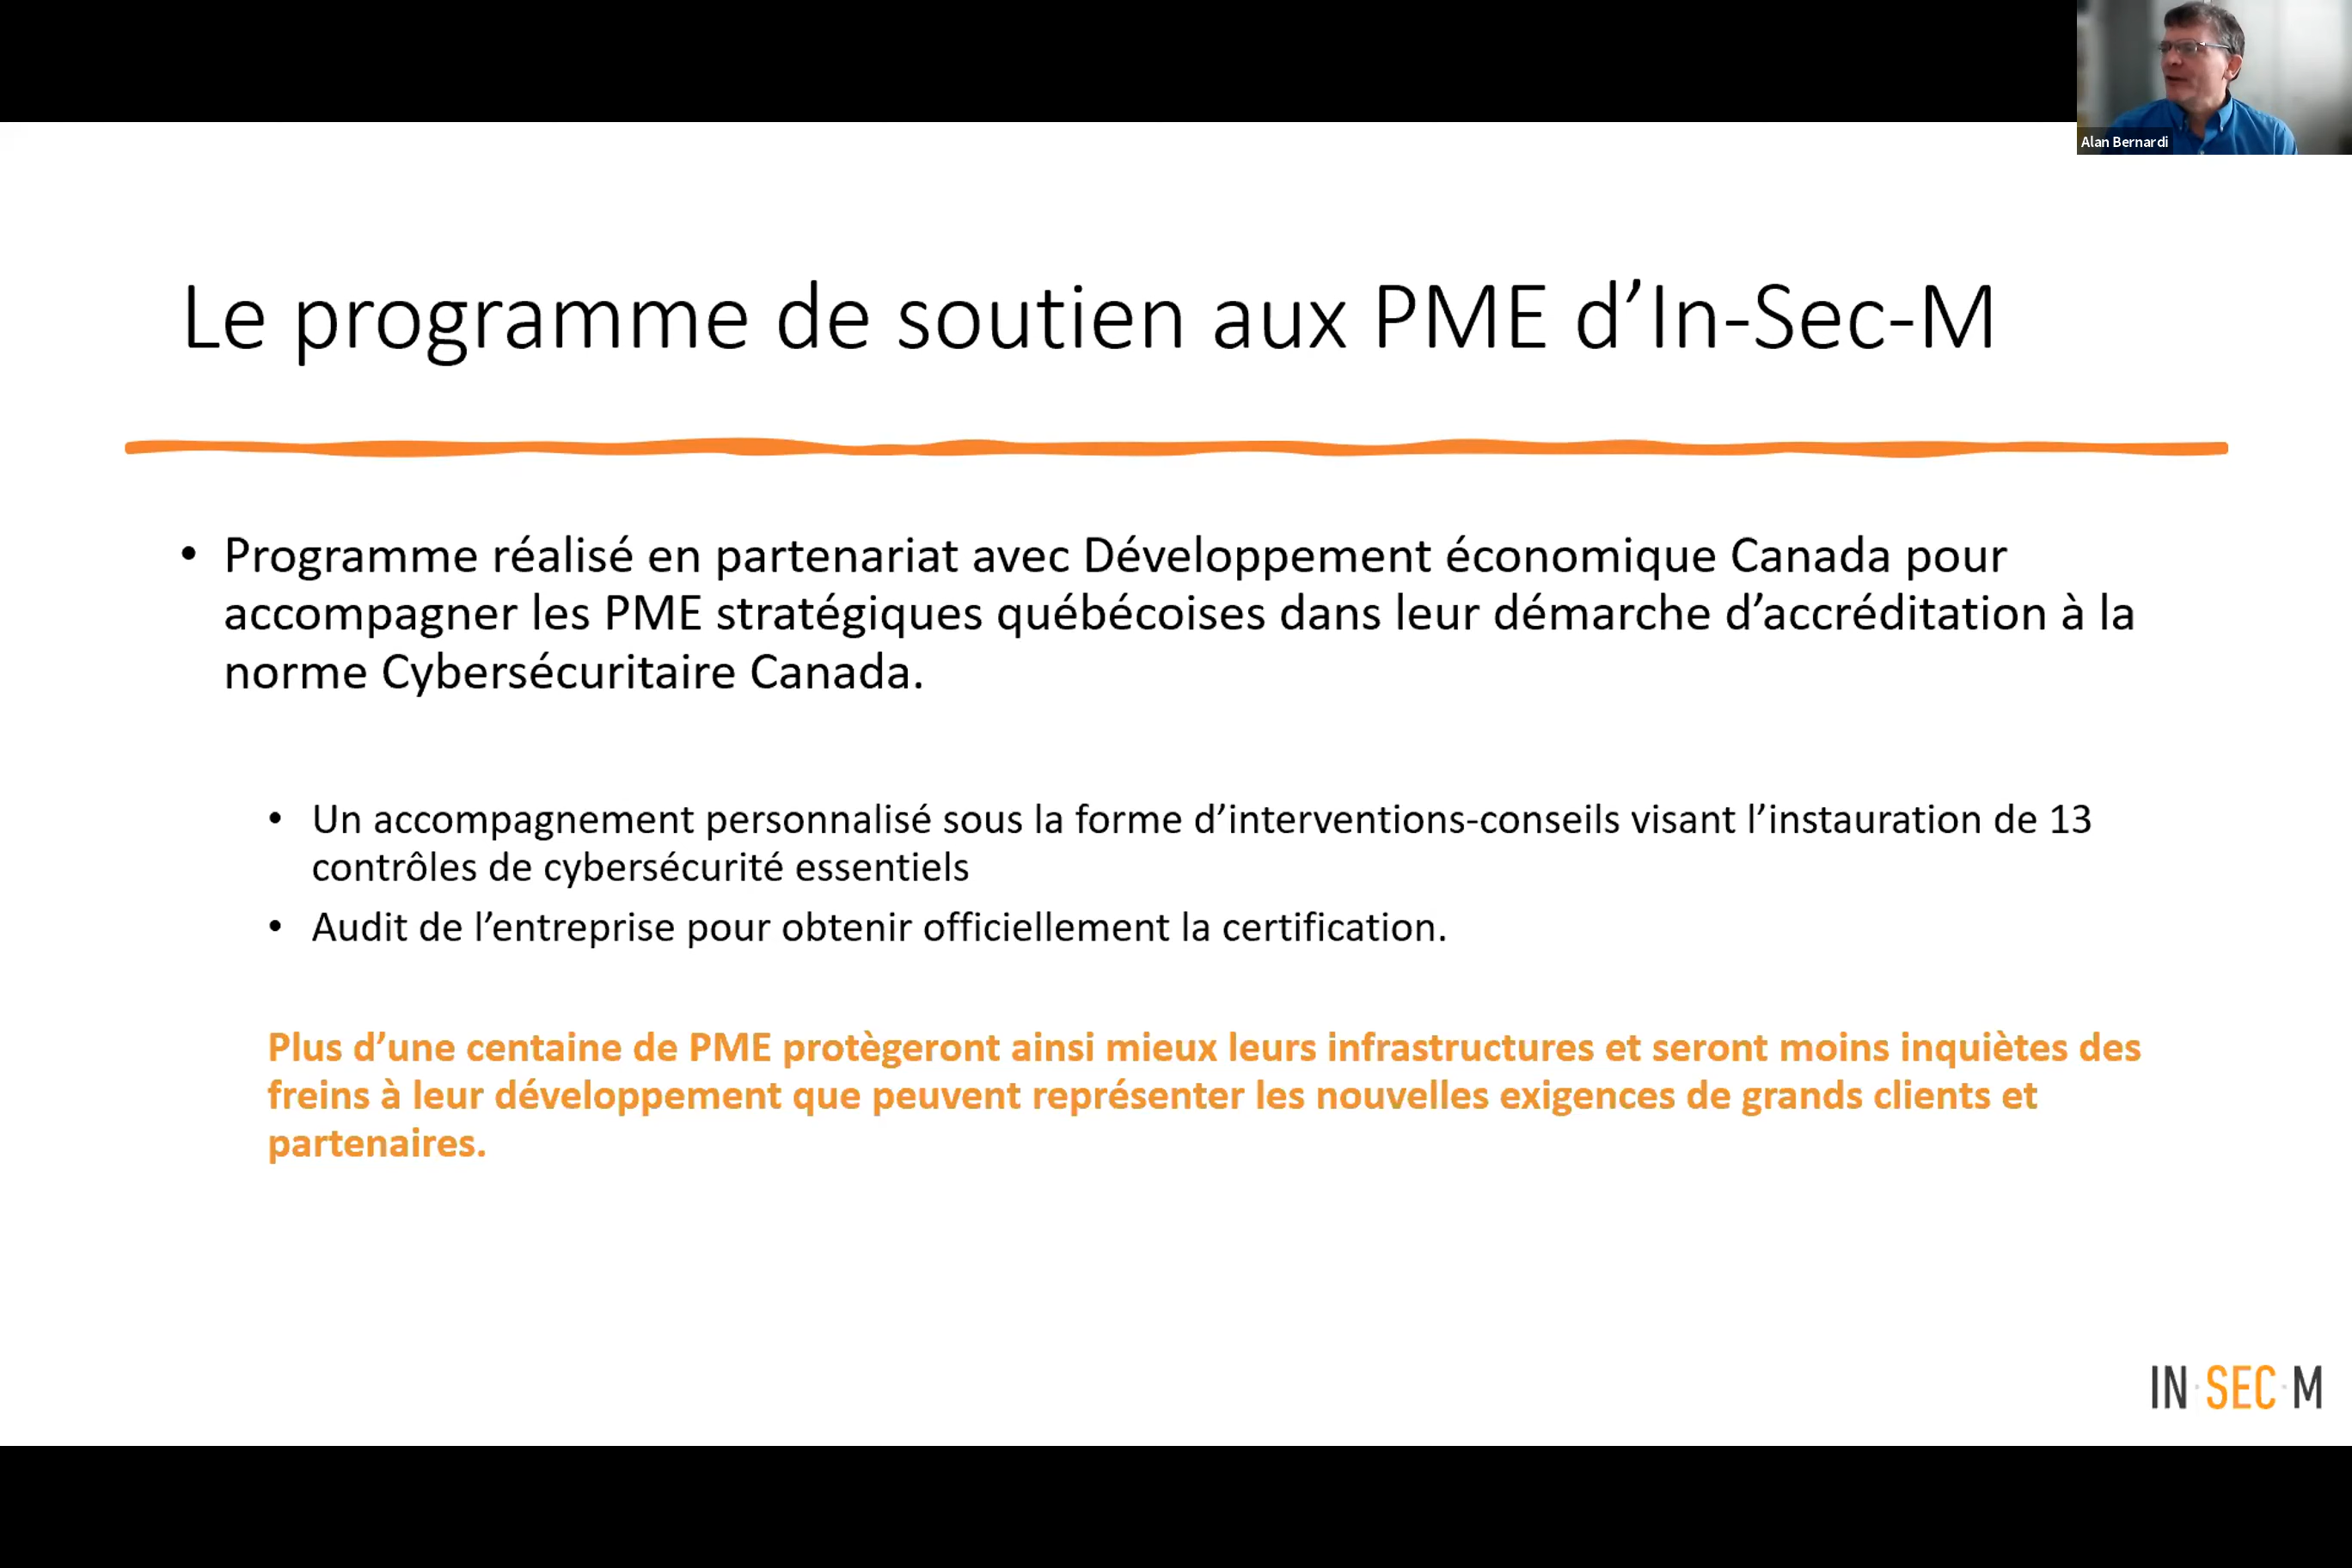 Alan Bernardi
Le programme de soutien aux PME d’In-Sec-M
• Programme réalisé en partenariat avec Développement économique Canada pour
accompagner les PME stratégiques québécoises dans leur démarche d’accréditation à la
norme Cybersécuritaire Canada.
• Un accompagnement personnalisé sous la forme d’interventions-conseils visant l’instauration de 13
contrôles de cybersécurité essentiels
• Audit de l’entreprise pour obtenir officiellement la certification.
Plus d’une centaine de PME protègeront ainsi mieux leurs infrastructures et seront moins inquiètes des
freins à leur développement que peuvent représenter les nouvelles exigences de grands clients et
partenaires.
IN·SEC·M